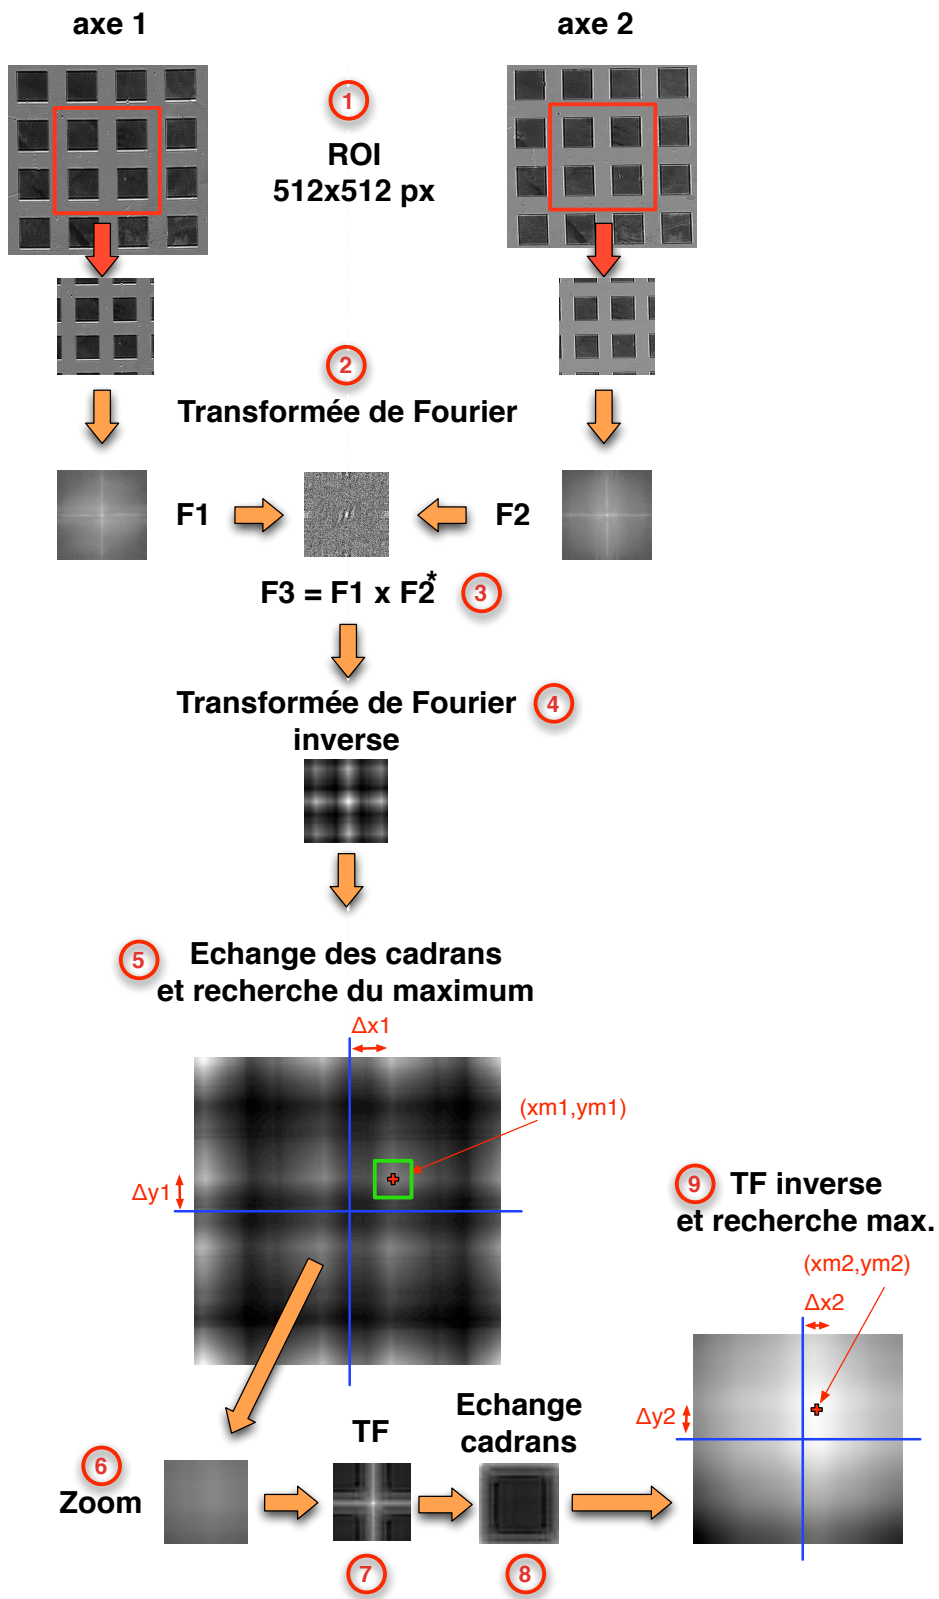 axe 1
axe 2
1
ROI
512x512 px
2
Transformée de Fourier
F1
F2
F3 = F1 x F2*
3
Transformée de Fourier
inverse
4
5
Echange des cadrans
et recherche du maximum
Δx1
(xm1,ym1)
Δy1
9
TF inverse
et recherche max.
(xm2,ym2)
Δx2
Δy2
6
Zoom
TF
Echange
cadrans
7
8